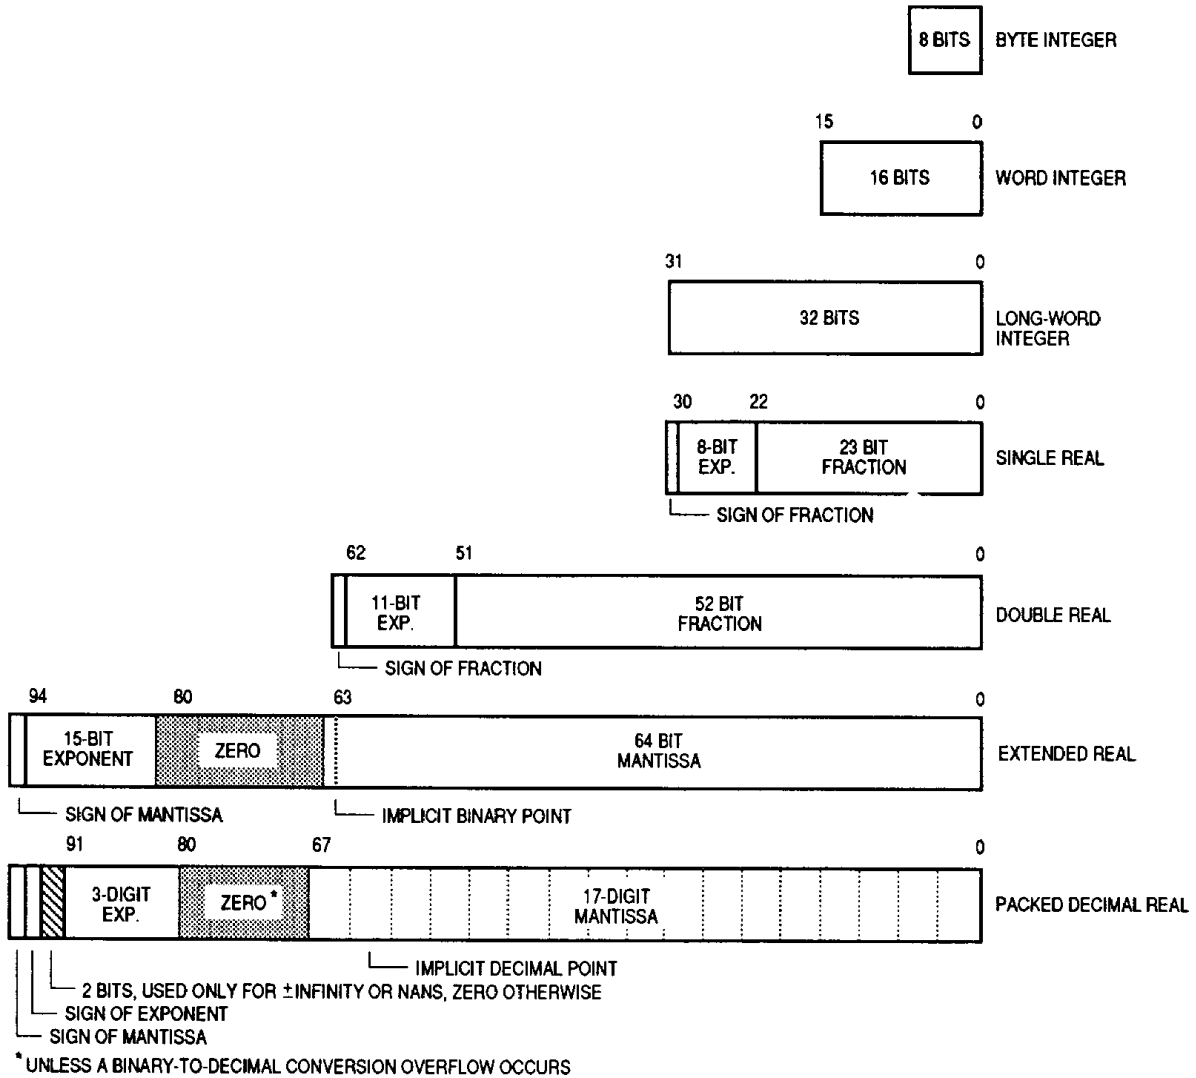 8 BITS BYTE INTEGER
15 0
16 BITS WORD INTEGER
31 0
32 BITS LONG-WORD
INTEGER
30 22 0
8-BIT
EXP.
23 BIT
FRACTION
SINGLE REAL
SIGN OF FRACTION
62 51 0
11-BIT
EXP.
52 BIT
FRACTION
DOUBLE REAL
SIGN OF FRACTION
94 80 63 0
15-BIT
EXPONENT
ZERO
64 BIT
MANTISSA
EXTENDED REAL
SIGN OF MANTISSA IMPLICIT BINARY POINT
91 80 67 0
3-DIGIT
EXP.
ZERO*
17-DIGIT
MANTISSA
PACKED DECIMAL REAL
IMPLICIT DECIMAL POINT
2 BITS, USED ONLY FOR ±INFINITY OR NANS, ZERO OTHERWISE
SIGN OF EXPONENT
SIGN OF MANTISSA
*UNLESS A BINARY-TO-DECIMAL CONVERSION OVERFLOW OCCURS